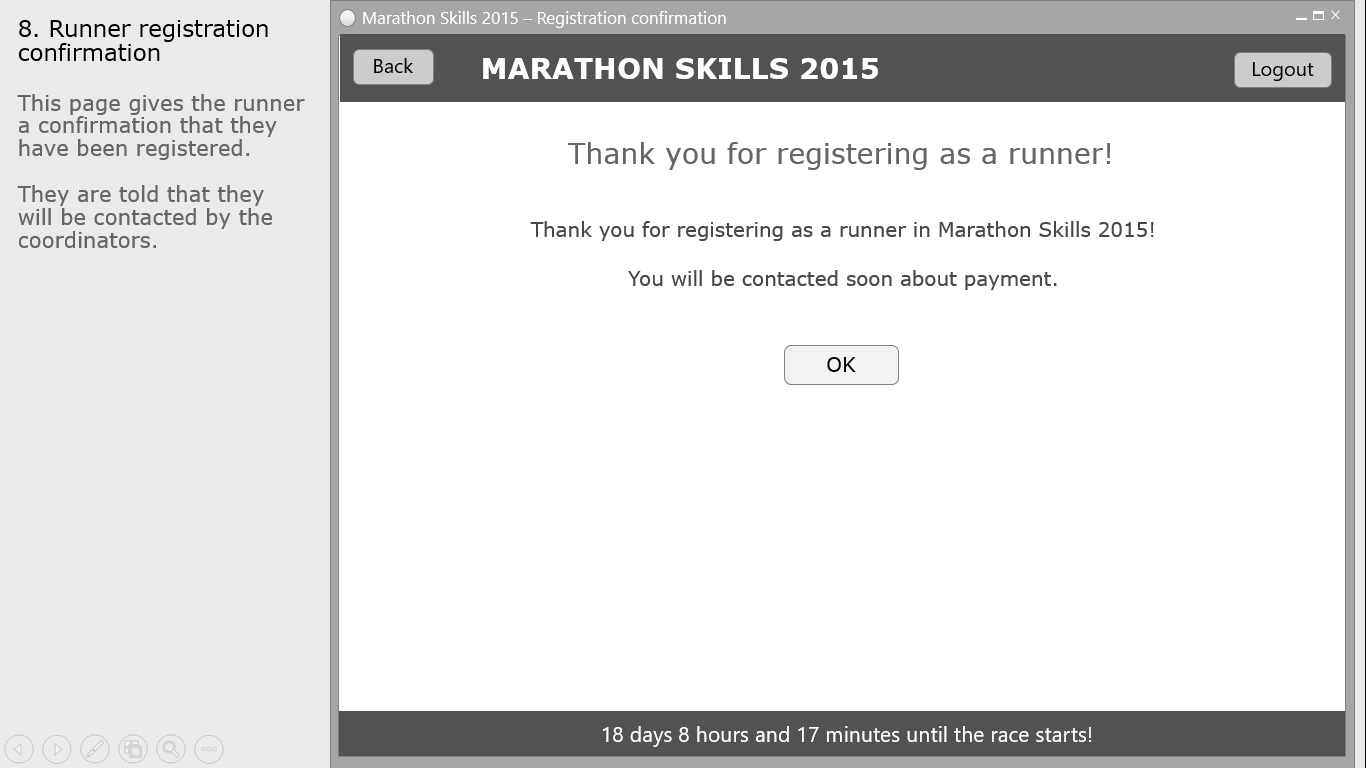 8. Runner registration
confirmation
This page gives the runner
a confirmation that they
have been registered.
They are told that they
will be contacted by the
coordinators.
Marathon Skills 2015 – Registration confirmation
Back
MARATHON SKILLS 2015
Logout
Thank you for registering as a runner!
Thank you for registering as a runner in Marathon Skills 2015!
You will be contacted soon about payment.
OK
18 days 8 hours and 17 minutes until the race starts!